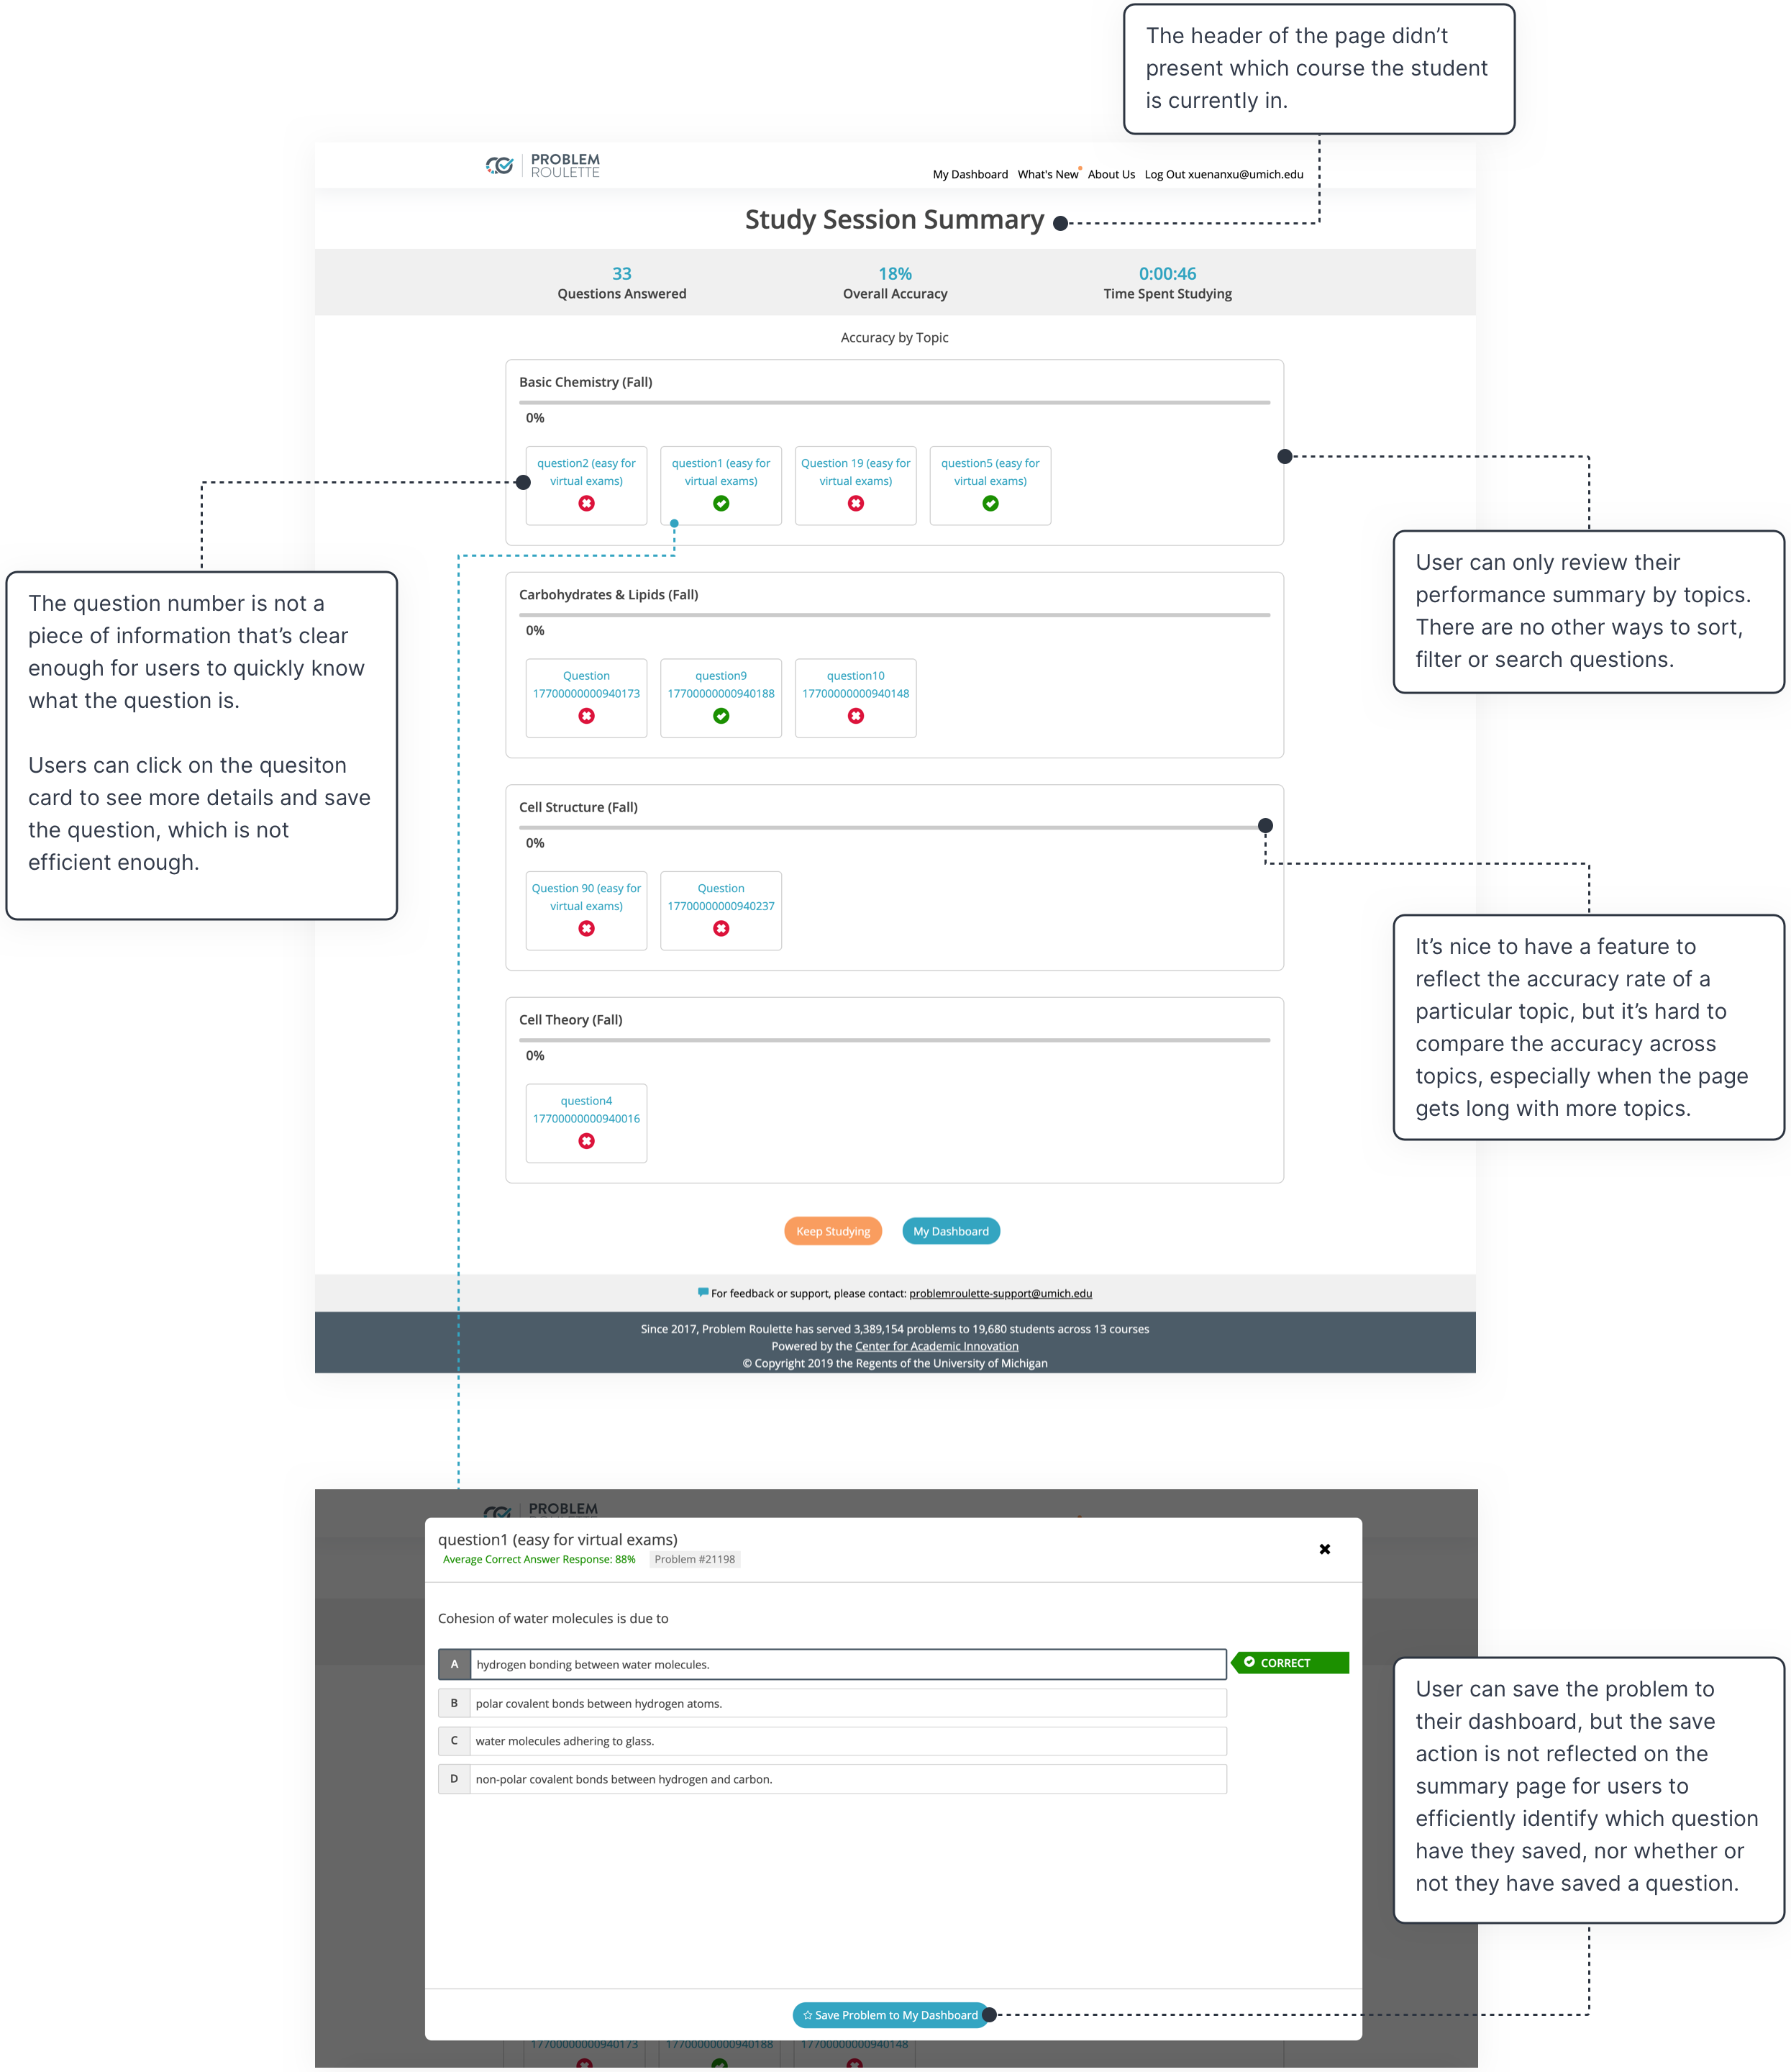 The header of the page didn’t
present which course the student
is currently in.
PROBLEM
ROULETTE
My Dashboard What's New About Us Log Out xuenanxu@umich.edu
Study Session Summary
33 18% 0:00:46
Questions Answered Overall Accuracy Time Spent Studying
Accuracy by Topic
Basic Chemistry (Fall)
0%
question2 (easy for
virtual exams)
question1 (easy for
virtual exams)
Question 19 (easy for
virtual exams)
question5 (easy for
virtual exams)
The question number is not a
piece of information that’s clear
enough for users to quickly know
what the question is.
Users can click on the quesiton
card to see more details and save
the question, which is not
efficient enough.
User can only review their
performance summary by topics.
There are no other ways to sort,
filter or search questions.
Carbohydrates & Lipids (Fall)
0%
Question
17700000000940173
question9
17700000000940188
question10
17700000000940148
Cell Structure (Fall)
0%
Question 90 (easy for
virtual exams)
Question
17700000000940237
It’s nice to have a feature to
reflect the accuracy rate of a
particular topic, but it’s hard to
compare the accuracy across
topics, especially when the page
gets long with more topics.
Cell Theory (Fall)
0%
question4
17700000000940016
Keep Studying My Dashboard
For feedback or support, please contact: problemroulette-support@umich.edu
Since 2017, Problem Roulette has served 3,389,154 problems to 19,680 students across 13 courses
Powered by the Center for Academic Innovation
© Copyright 2019 the Regents of the University of Michigan
PROBLEM
question1 (easy for virtual exams)
Average Correct Answer Response: 88% Problem #21198
Cohesion of water molecules is due to
A hydrogen bonding between water molecules.
CORRECT
B polar covalent bonds between hydrogen atoms.
C water molecules adhering to glass.
D non-polar covalent bonds between hydrogen and carbon.
User can save the problem to
their dashboard, but the save
action is not reflected on the
summary page for users to
efficiently identify which question
have they saved, nor whether or
not they have saved a question.
Save Problem to My Dashboard
17700000000940173 17700000000940188 17700000000940148